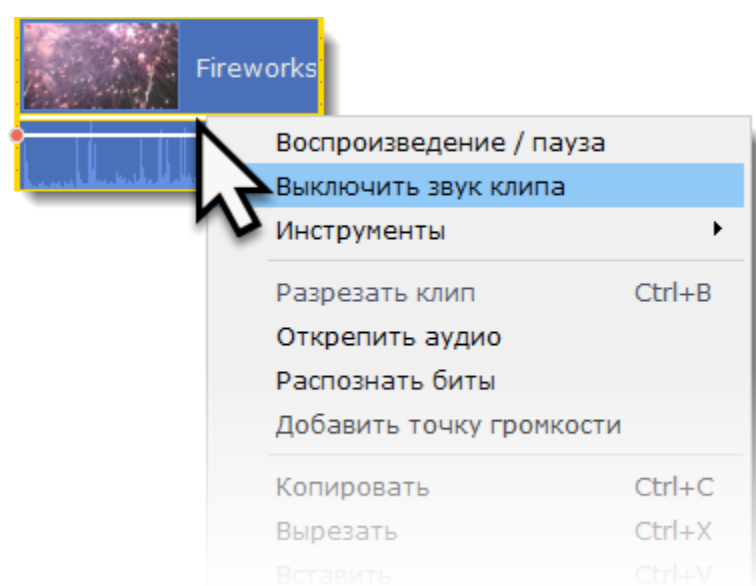 Fireworks
Воспроизведение / пауза
Выключить звук клипа
Инструменты
Разрезать клип Ctrl+B
Открепить аудио
Распознать биты
Добавить точку громкости
Копировать Ctrl+C
Вырезать Ctrl+X
Вставить Ctrl+V